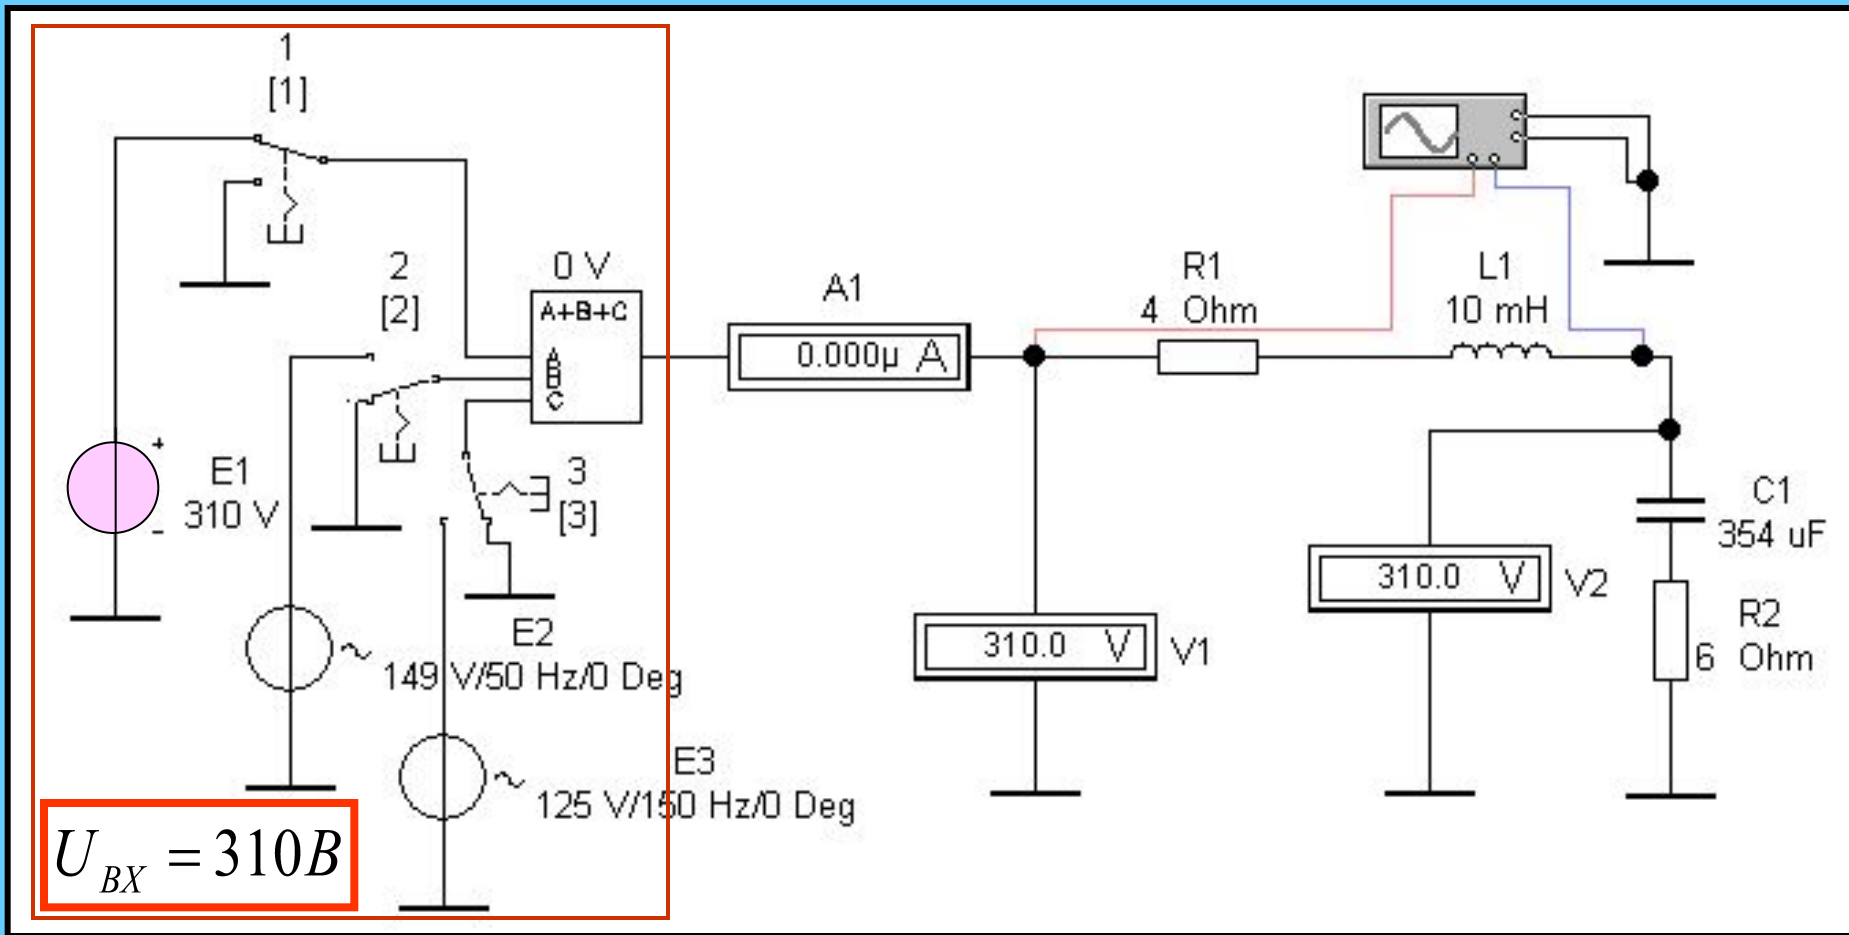 1
[1]
2
[2]
0 V
A+B+C
A
B
C
E1
310 V
+
-
3
[3]
E2
149 V/50 Hz/0 Deg
E3
125 V/150 Hz/0 Deg
A1
0.000µ A
R1
4 Ohm
L1
10 mH
310.0 V
V1
310.0 V
V2
C1
354 uF
R2
6 Ohm
U_{BX} = 310B